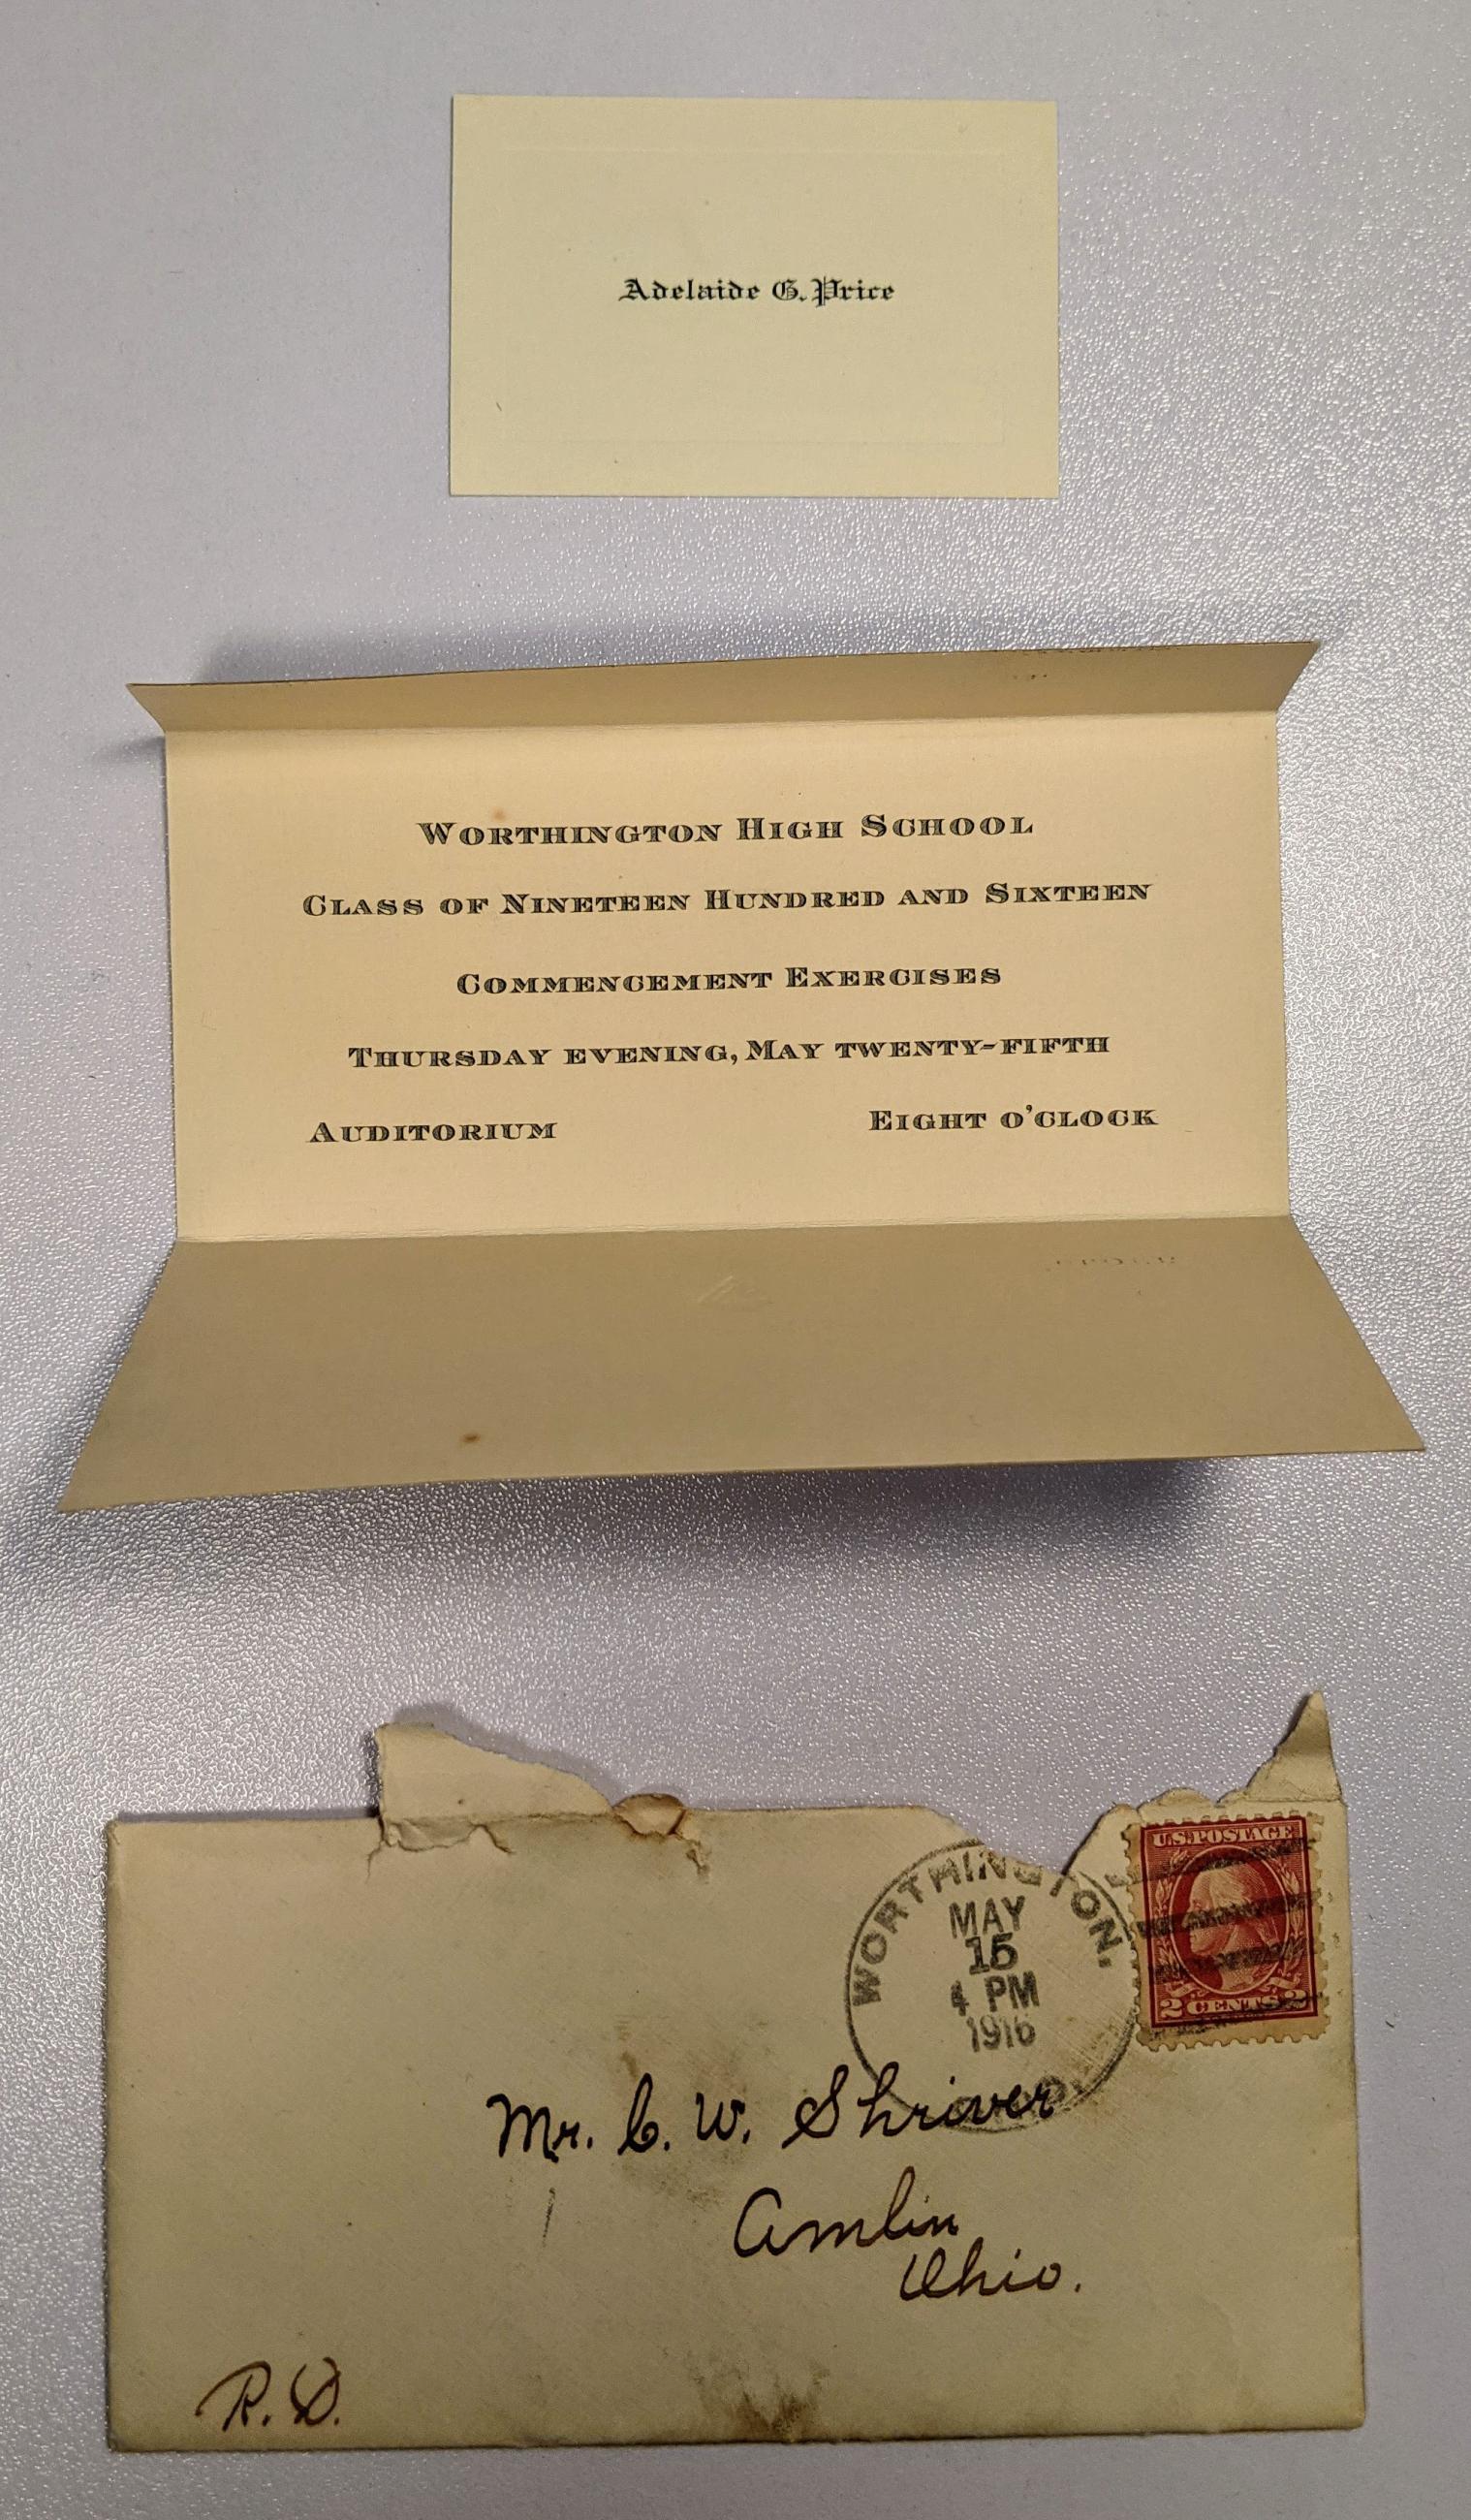 Adelaide G. Price
WORTHINGTON HIGH SCHOOL
CLASS OF NINETEEN HUNDRED AND SIXTEEN
COMMENCEMENT EXERCISES
THURSDAY EVENING, MAY TWENTY-FIFTH
AUDITORIUM EIGHT O'CLOCK
WORTHINGTON.
MAY
15
4 PM
1916
U.S. POSTAGE
2 CENTS 2
Mr. C. W. Shriver
Amlin
Ohio.
R.D.